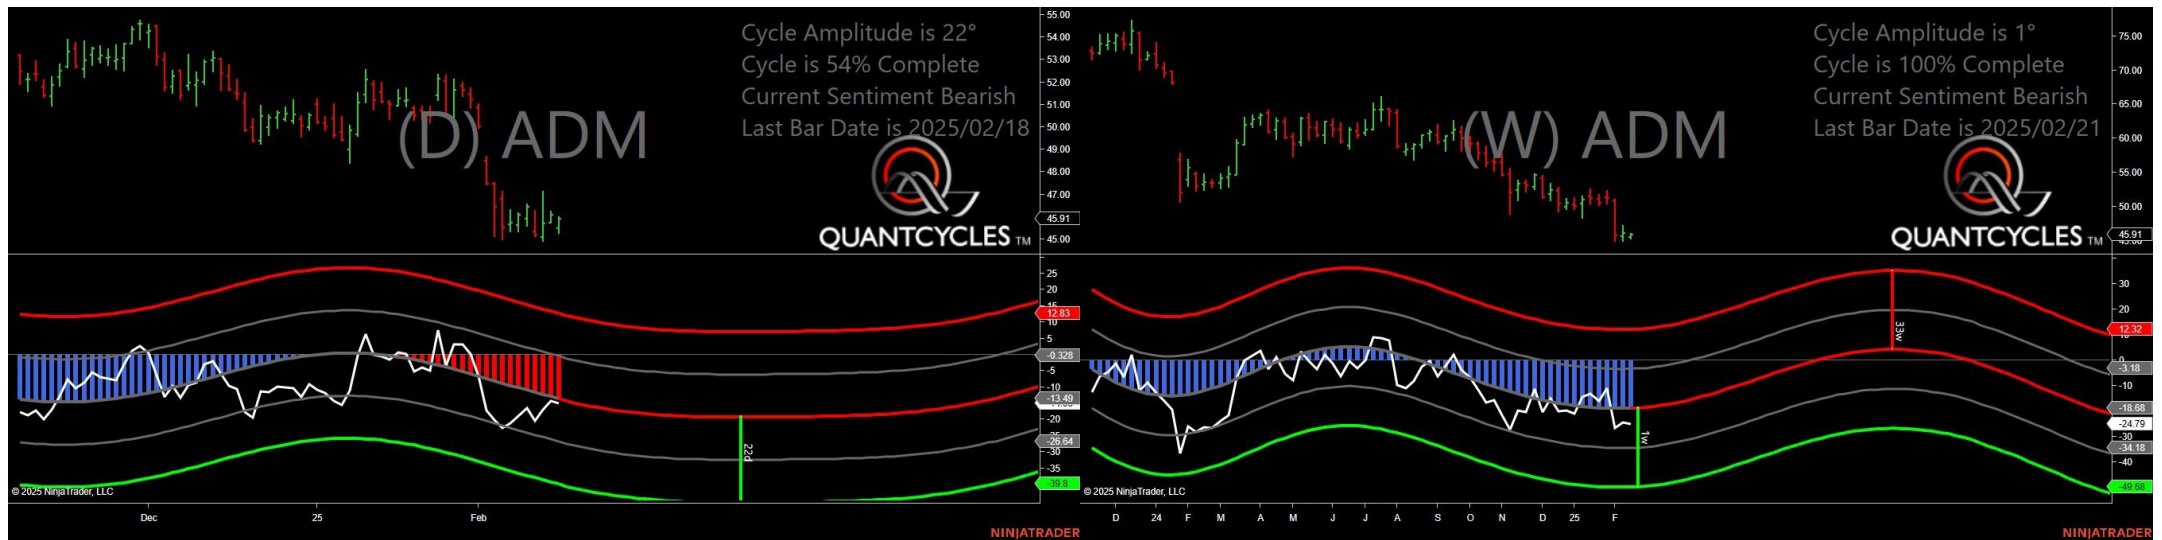 Cycle Amplitude is 22°
Cycle is 54% Complete
Current Sentiment Bearish
Last Bar Date is 2025/02/18
(D) ADM
QUANTCYCLES TM
55.00
54.00
53.00
52.00
51.00
50.00
49.00
48.00
47.00
45.91
45.00
25
20
15
12.83
10
5
-0.328
-5
-10
-13.49
-20
-26.64
-30
-35
-39.8
22d
© 2025 NinjaTrader, LLC
Dec
25
Feb
NINJATRADER
Cycle Amplitude is 1°
Cycle is 100% Complete
Current Sentiment Bearish
Last Bar Date is 2025/02/21
(W) ADM
QUANTCYCLES TM
75.00
70.00
65.00
60.00
55.00
50.00
45.91
30
20
12.32
0
-3.18
-10
-18.68
-24.79
-30
-34.18
-40
-49.68
33w
1w
© 2025 NinjaTrader, LLC
D 24 F M A M J J A S O N D 25 F
NINJATRADER